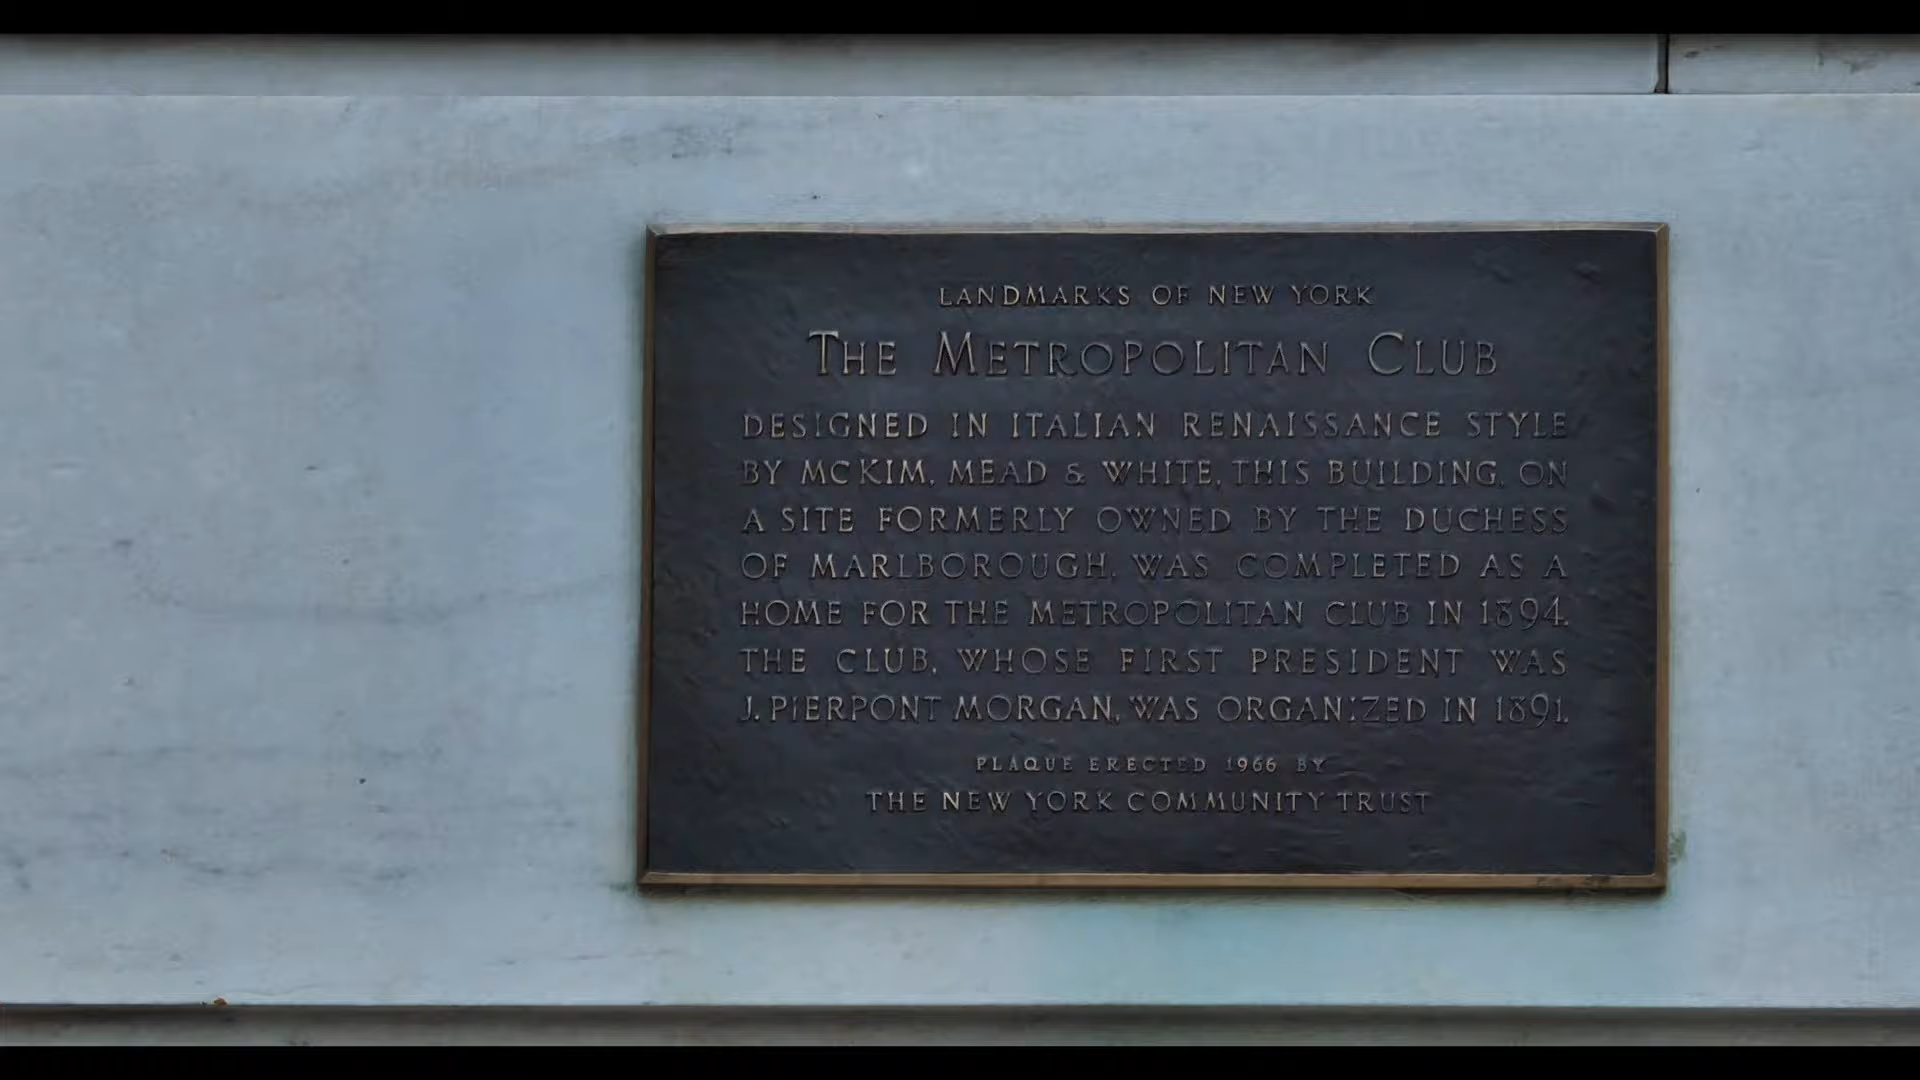 LANDMARKS OF NEW YORK
THE METROPOLITAN CLUB
DESIGNED IN ITALIAN RENAISSANCE STYLE
BY MCKIM, MEAD & WHITE, THIS BUILDING, ON
A SITE FORMERLY OWNED BY THE DUCHESS
OF MARLBOROUGH, WAS COMPLETED AS A
HOME FOR THE METROPOLITAN CLUB IN 1894.
THE CLUB, WHOSE FIRST PRESIDENT WAS
J. PIERPONT MORGAN, WAS ORGANIZED IN 1891.
PLAQUE ERECTED 1966 BY
THE NEW YORK COMMUNITY TRUST